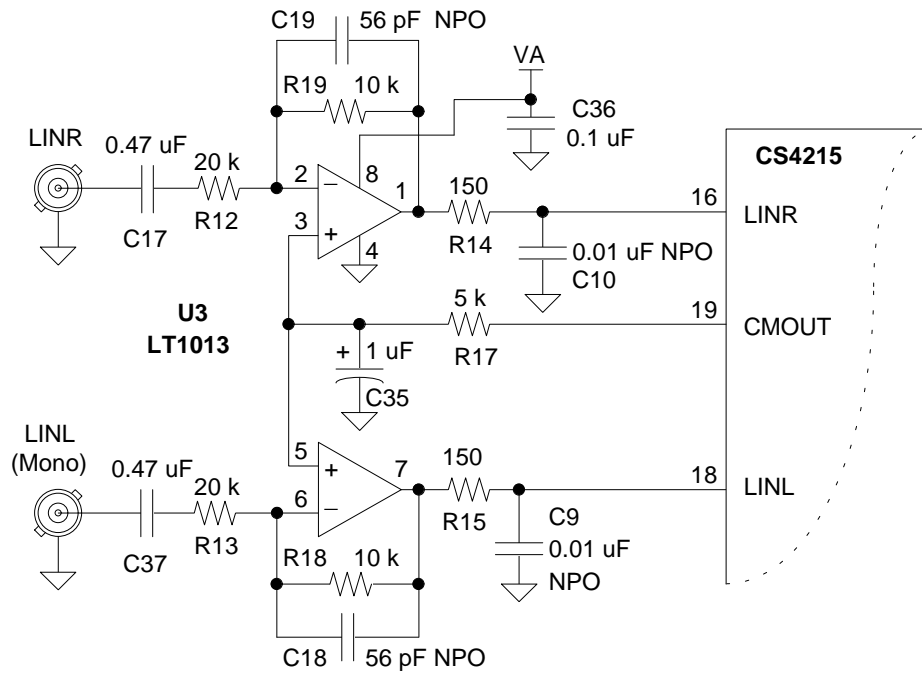 C19 56 pF NPO
R19 10 k
VA
C36
0.1 uF
LINR
0.47 uF
20 k
C17
R12
2
−
3
+
8
1
4
150
R14
16
CS4215
LINR
0.01 uF NPO
C10
U3
LT1013
5 k
R17
19
CMOUT
+
1 uF
C35
LINL
(Mono)
0.47 uF
20 k
C37
R13
5
+
6
−
7
150
R15
18
LINL
C9
0.01 uF
NPO
R18 10 k
C18 56 pF NPO